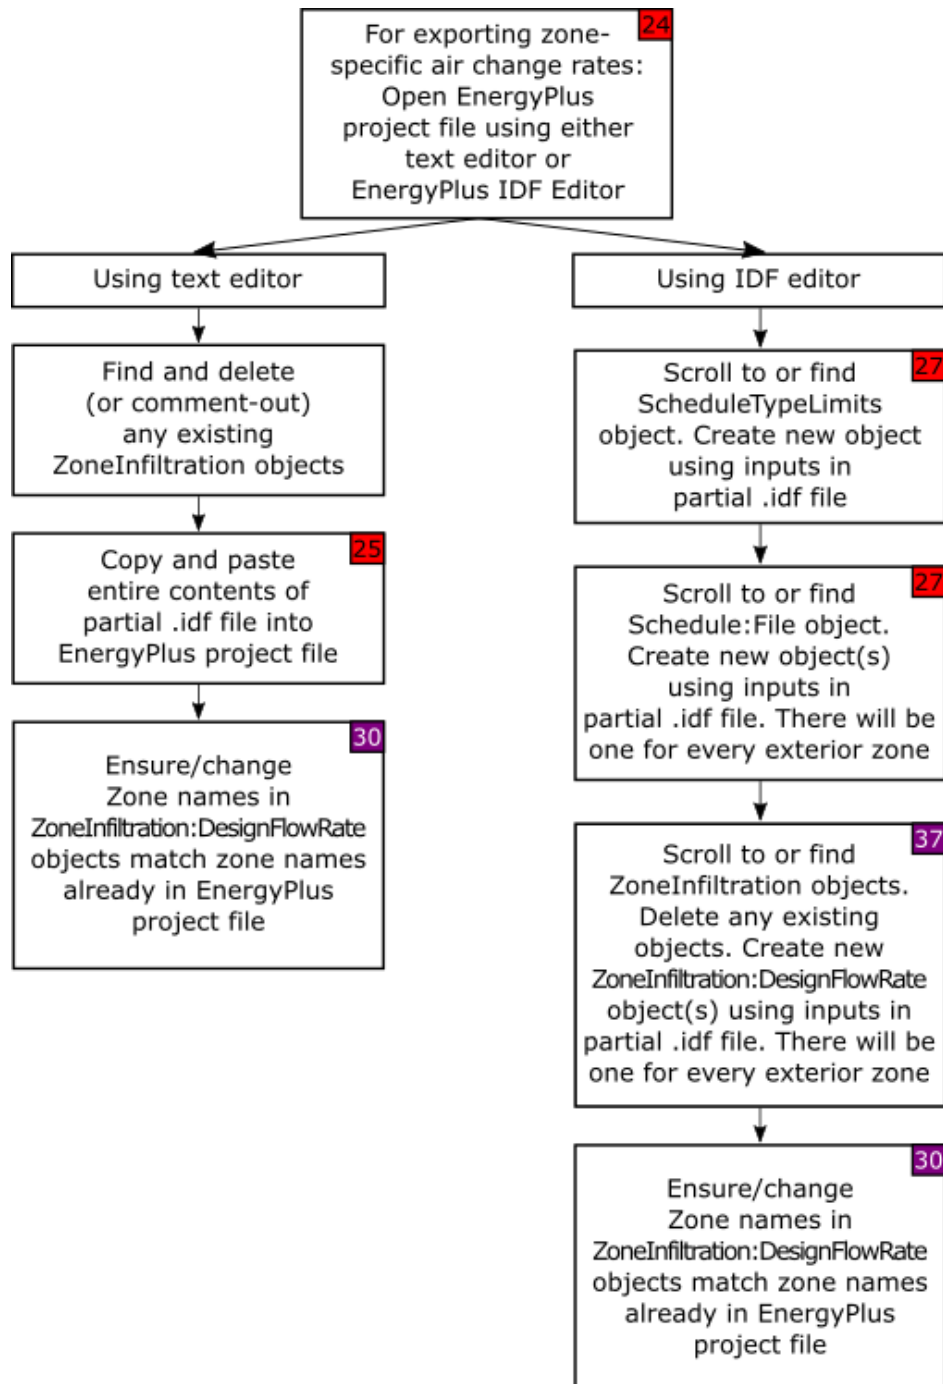 24
For exporting zone-
specific air change rates:
Open EnergyPlus
project file using either
text editor or
EnergyPlus IDF Editor
Using text editor
Find and delete
(or comment-out)
any existing
ZoneInfiltration objects
25
Copy and paste
entire contents of
partial .idf file into
EnergyPlus project file
30
Ensure/change
Zone names in
ZoneInfiltration:DesignFlowRate
objects match zone names
already in EnergyPlus
project file
Using IDF editor
27
Scroll to or find
ScheduleTypeLimits
object. Create new object
using inputs in
partial .idf file
27
Scroll to or find
Schedule:File object.
Create new object(s)
using inputs in
partial .idf file. There will be
one for every exterior zone
37
Scroll to or find
ZoneInfiltration objects.
Delete any existing
objects. Create new
ZoneInfiltration:DesignFlowRate
object(s) using inputs in
partial .idf file. There will be
one for every exterior zone
30
Ensure/change
Zone names in
ZoneInfiltration:DesignFlowRate
objects match zone names
already in EnergyPlus
project file